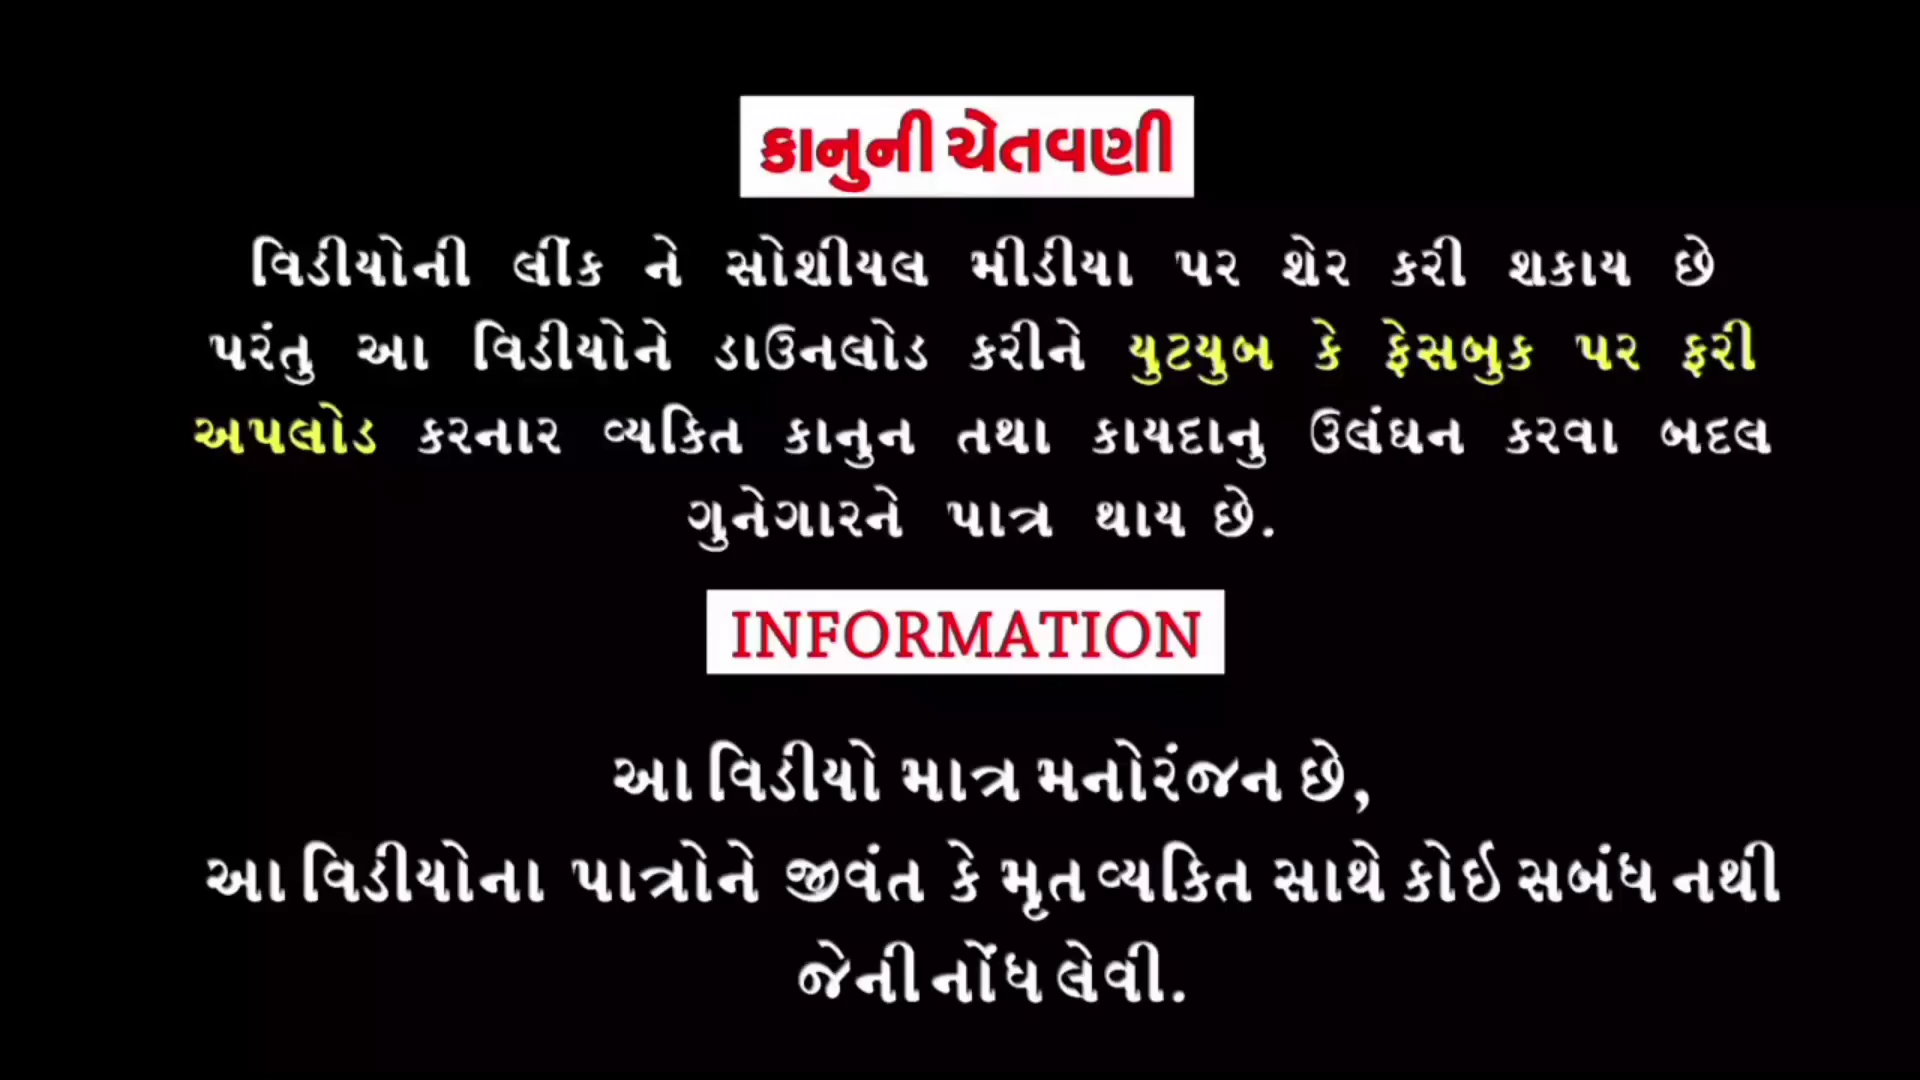 કાનુની ચેતવણી
વિડીયોની લીંક ને સોશીયલ મીડીયા પર શેર કરી શકાય છે
પરંતુ આ વિડીયોને ડાઉનલોડ કરીને યુટયુબ કે ફેસબુક પર ફરી
અપલોડ કરનાર વ્યકિત કાનુન તથા કાયદાનુ ઉલંઘન કરવા બદલ
ગુનેગારને પાત્ર થાય છે.
INFORMATION
આ વિડીયો માત્ર મનોરંજન છે,
આ વિડીયોના પાત્રોને જીવંત કે મૃત વ્યકિત સાથે કોઇ સબંધ નથી
જેની નોંધ લેવી.